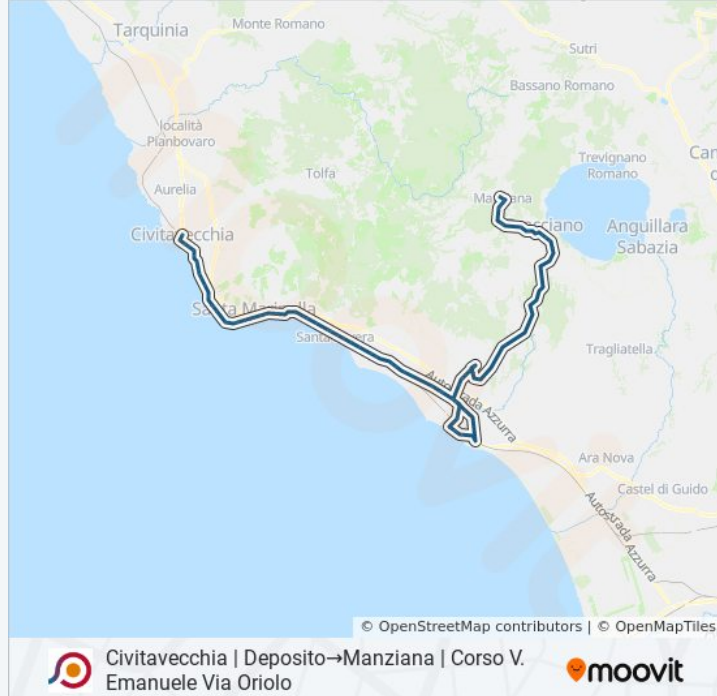 Tarquinia
Monte Romano
Sutri
Bassano Romano
località
Pianbovaro
Trevignano
Romano
Tolfa
Aurelia
Anguillara
Sabazia
Civitavecchia
Santa Marinella
Tragliatella
Autostrada Azzurra
Ara Nova
Castel di Guido
Autostrada Azzurra
© OpenStreetMap contributors | © OpenMapTiles
Civitavecchia | Deposito→Manziana | Corso V.
Emanuele Via Oriolo
moovit